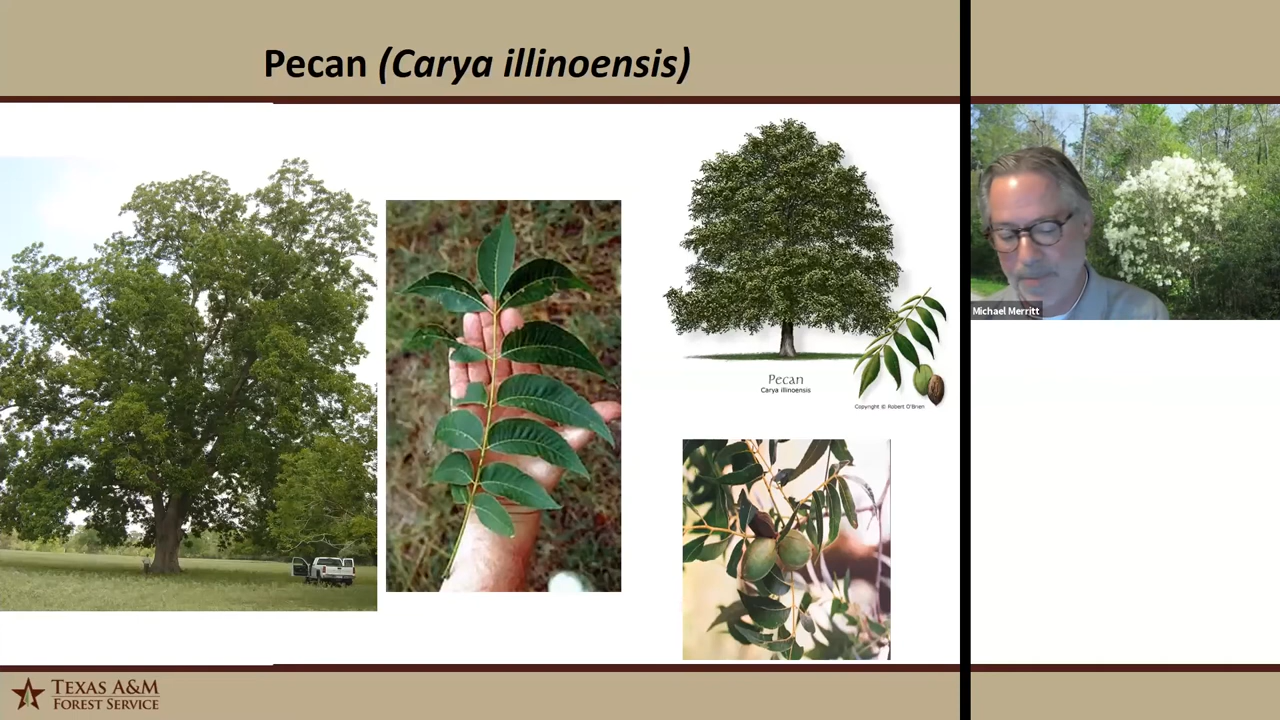 Pecan (Carya illinoensis)
Michael Merritt
Pecan
Carya illinoensis
Copyright © Robert O'Brien
TEXAS A&M
FOREST SERVICE